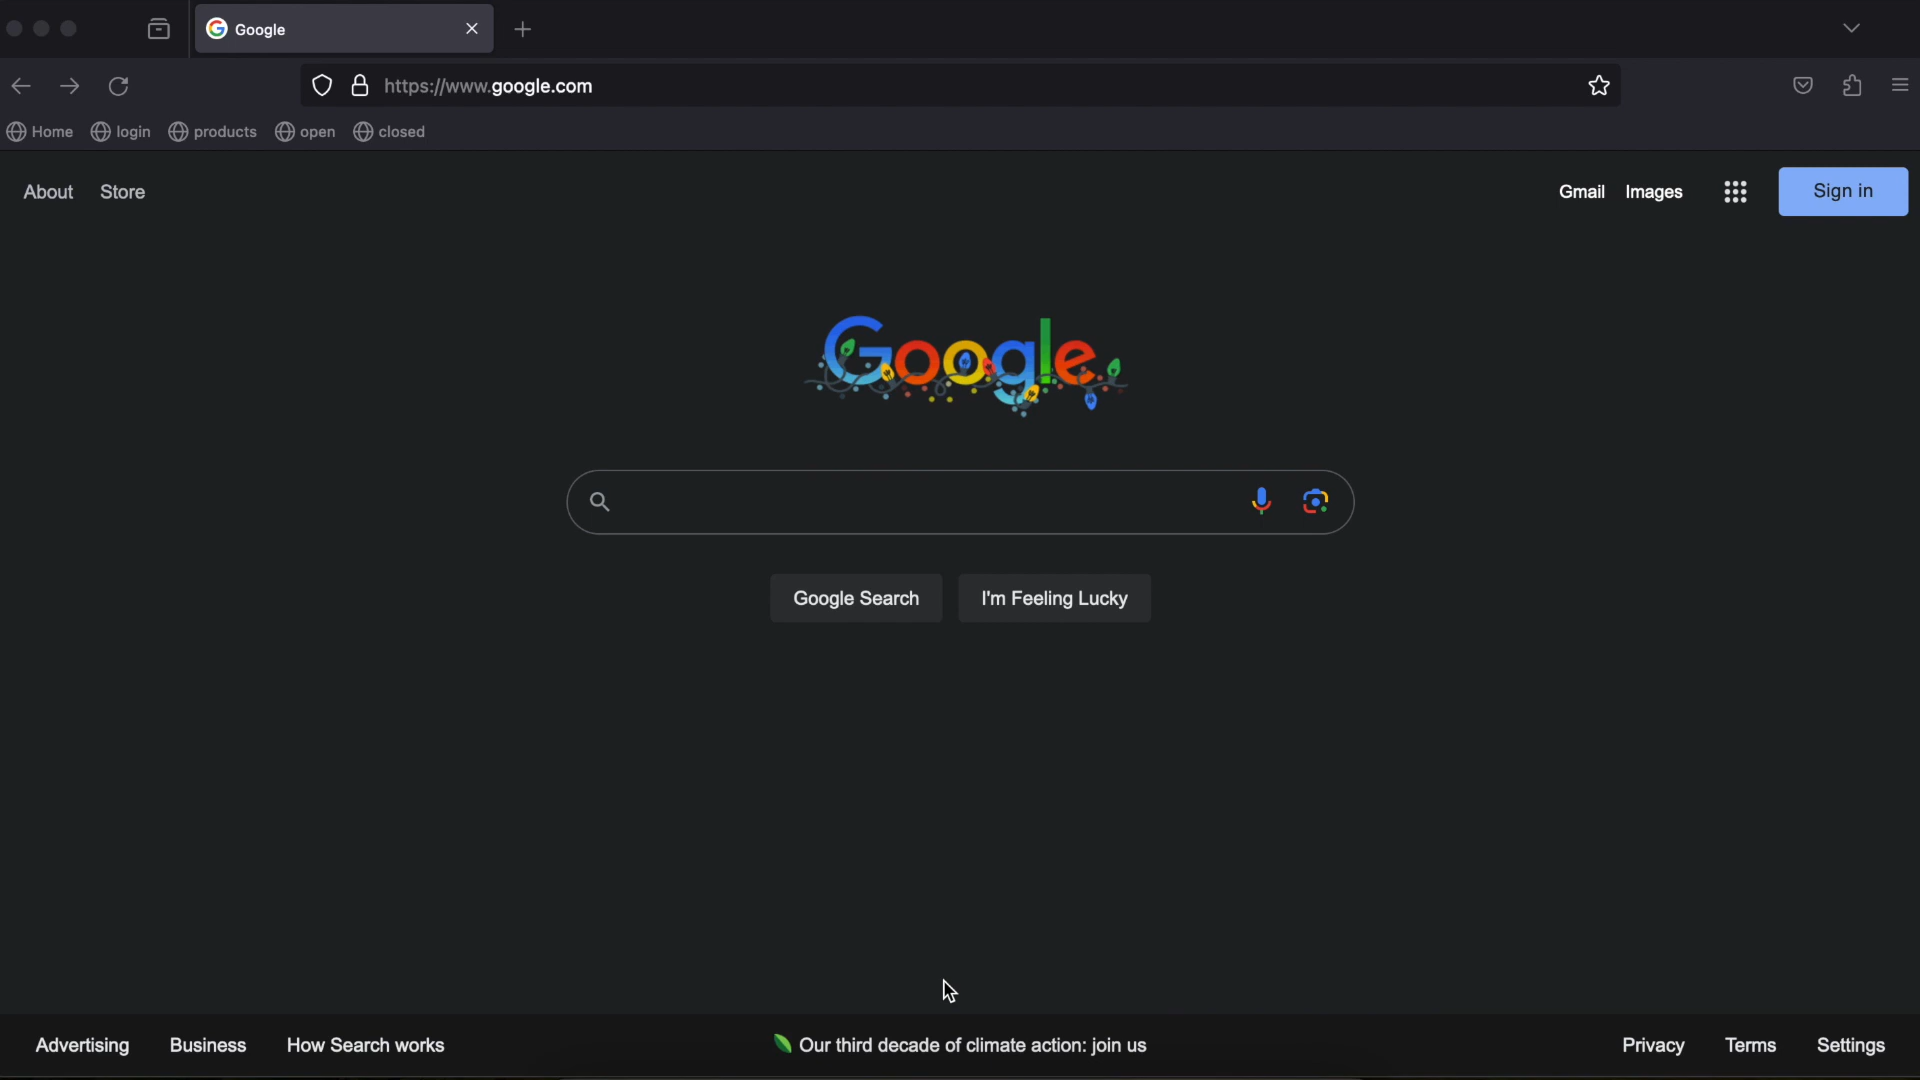 Google
https://www.google.com
Home login products open closed
About Store Gmail Images Sign in
Google
Google Search I'm Feeling Lucky
Advertising Business How Search works Our third decade of climate action: join us Privacy Terms Settings